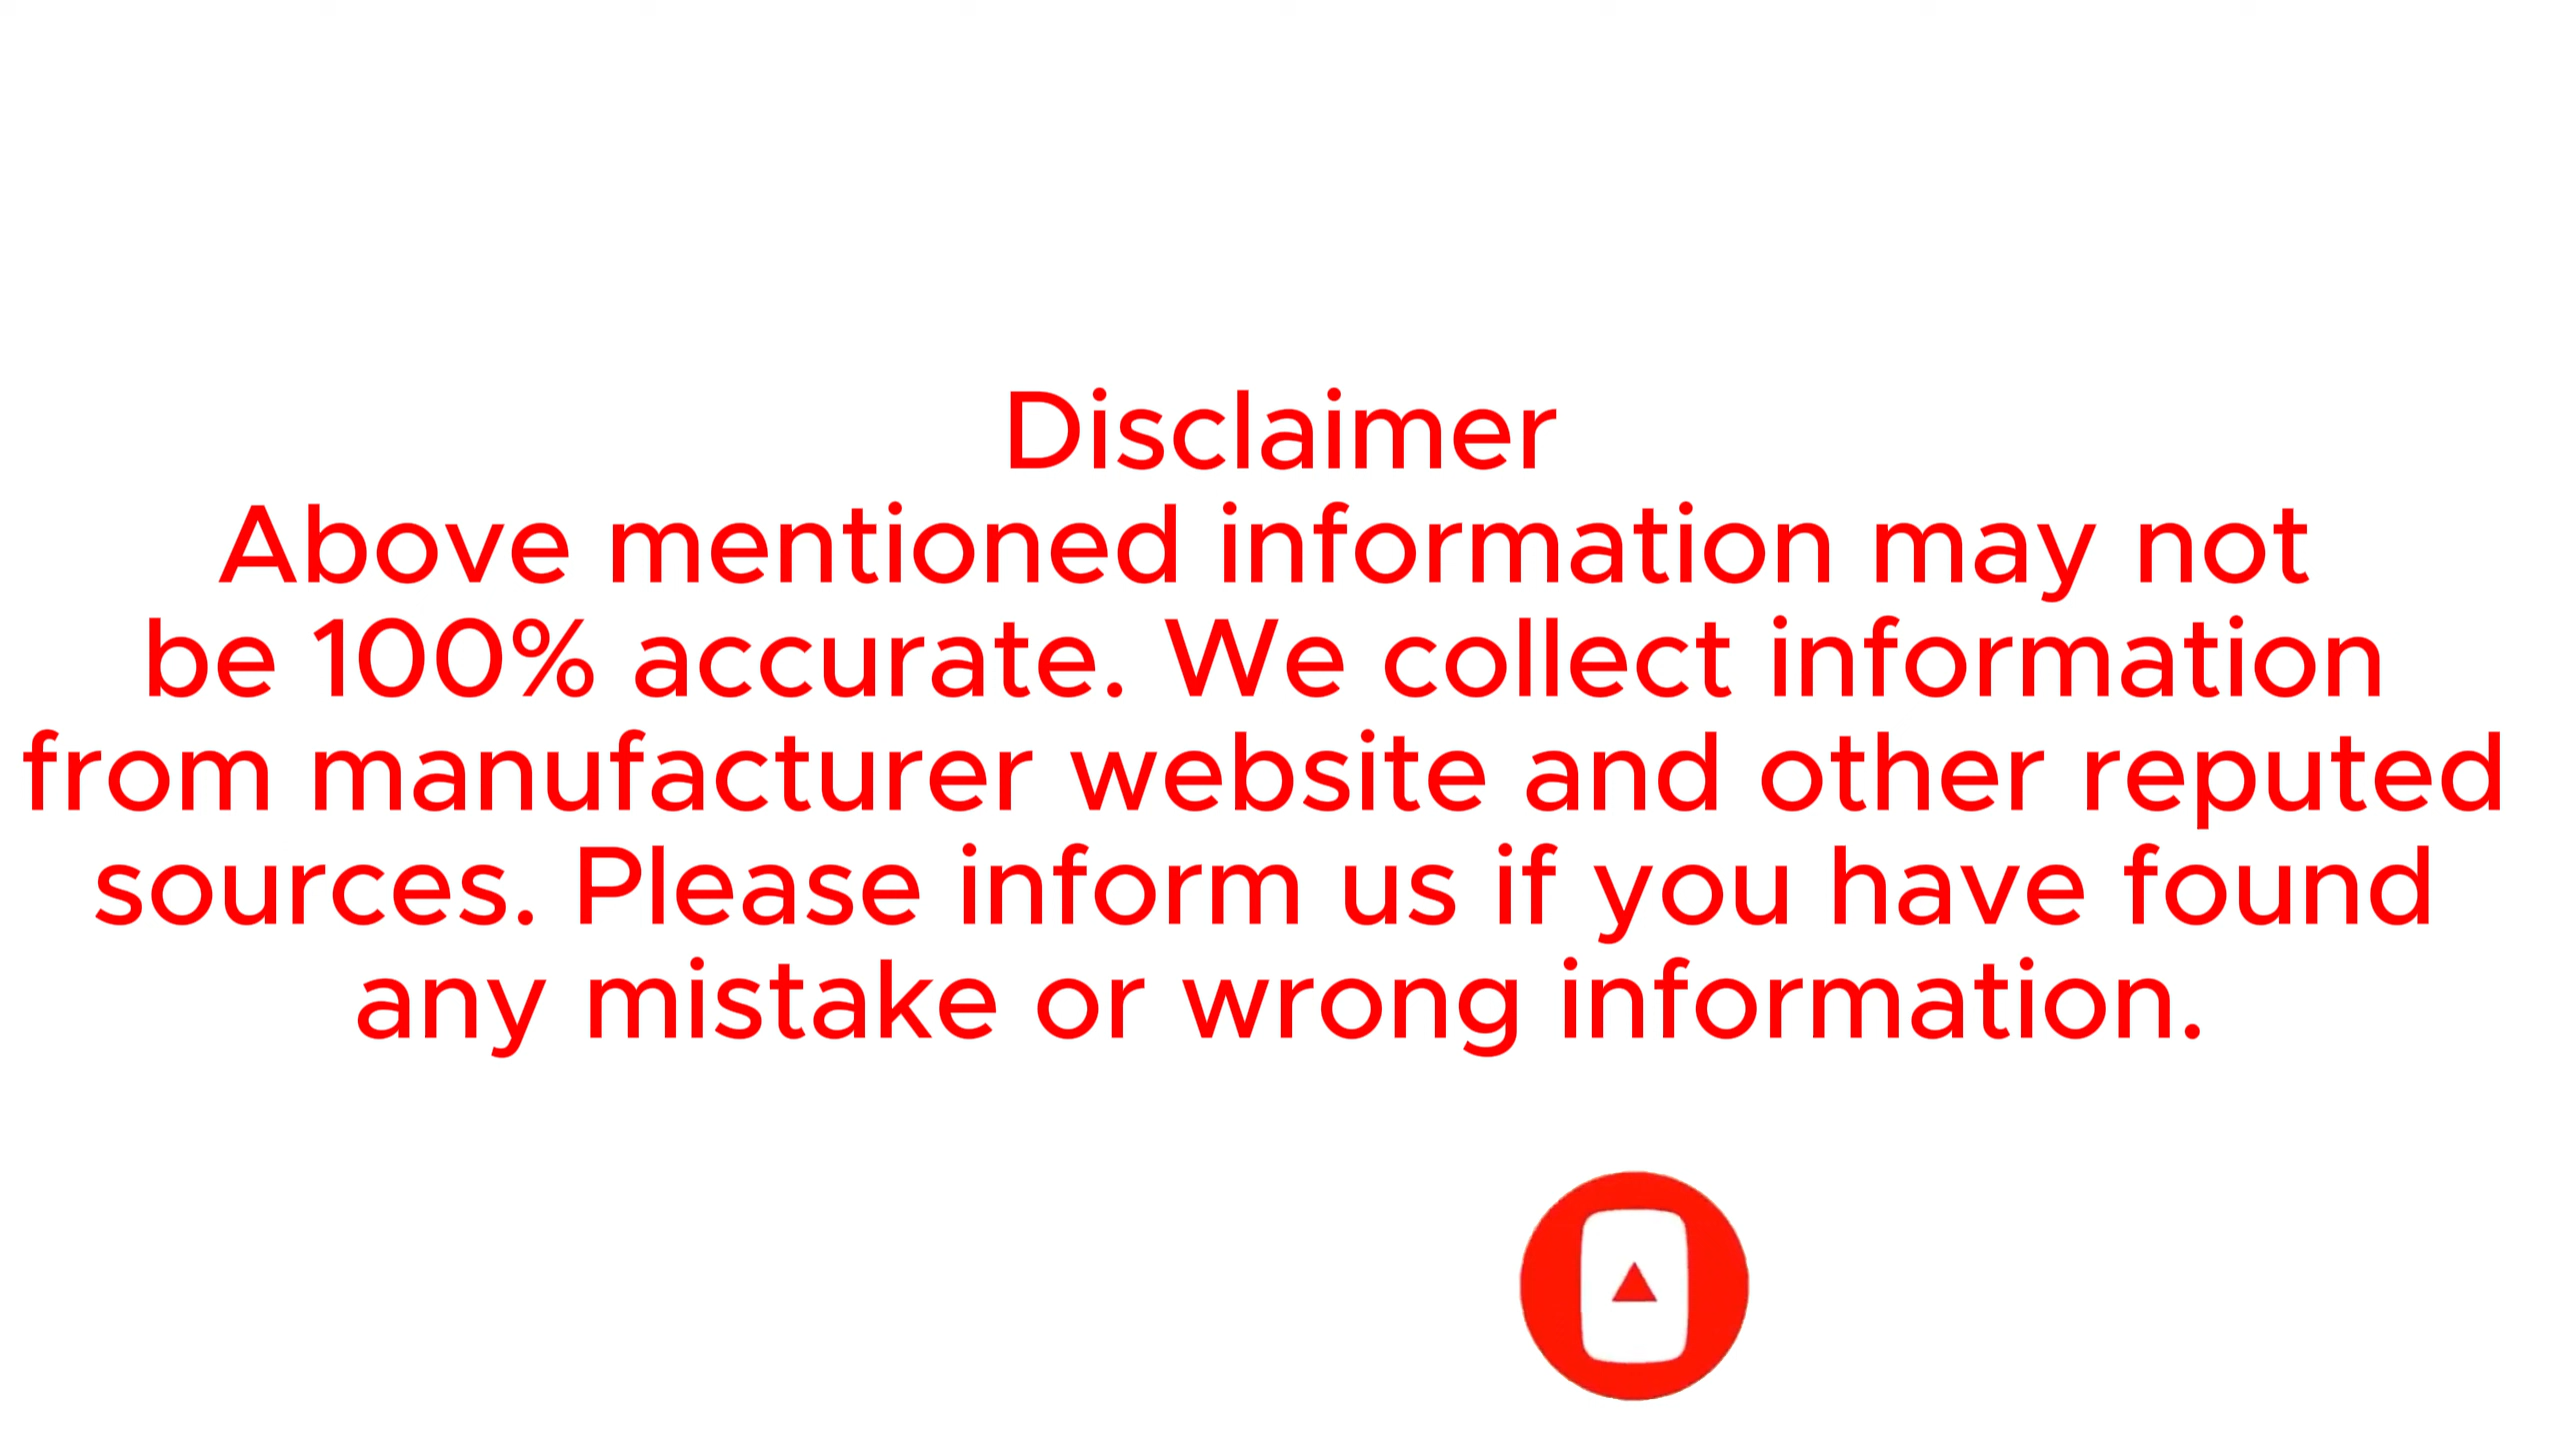 Disclaimer
Above mentioned information may not
be 100% accurate. We collect information
from manufacturer website and other reputed
sources. Please inform us if you have found
any mistake or wrong information.